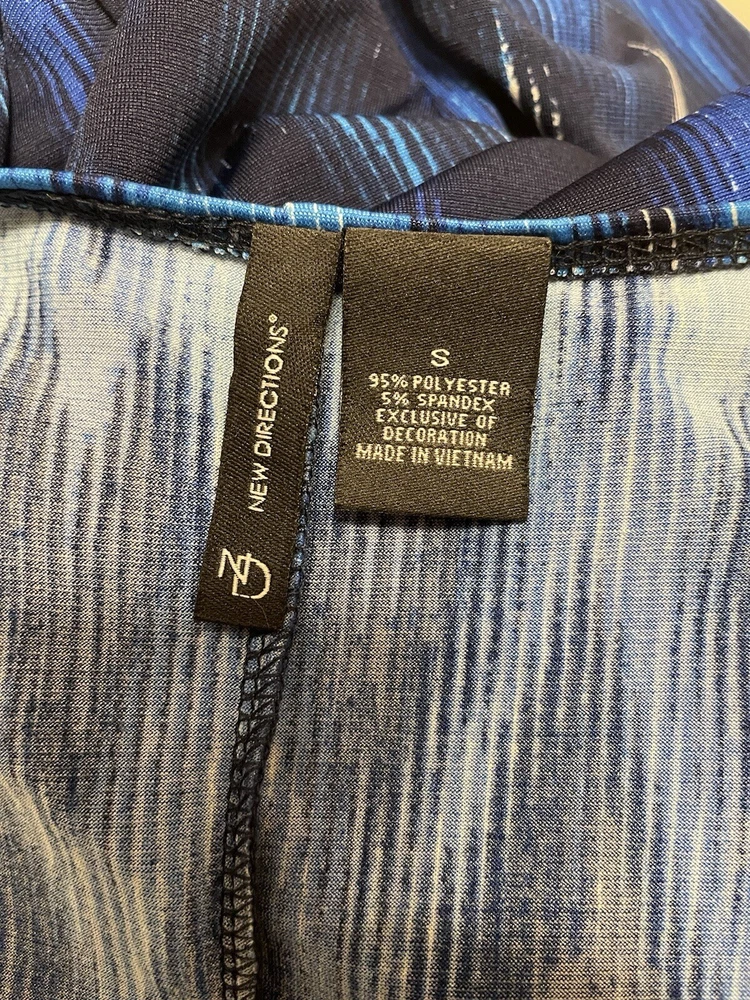 NEW DIRECTIONS®
ND
S
95% POLYESTER
5% SPANDEX
EXCLUSIVE OF
DECORATION
MADE IN VIETNAM